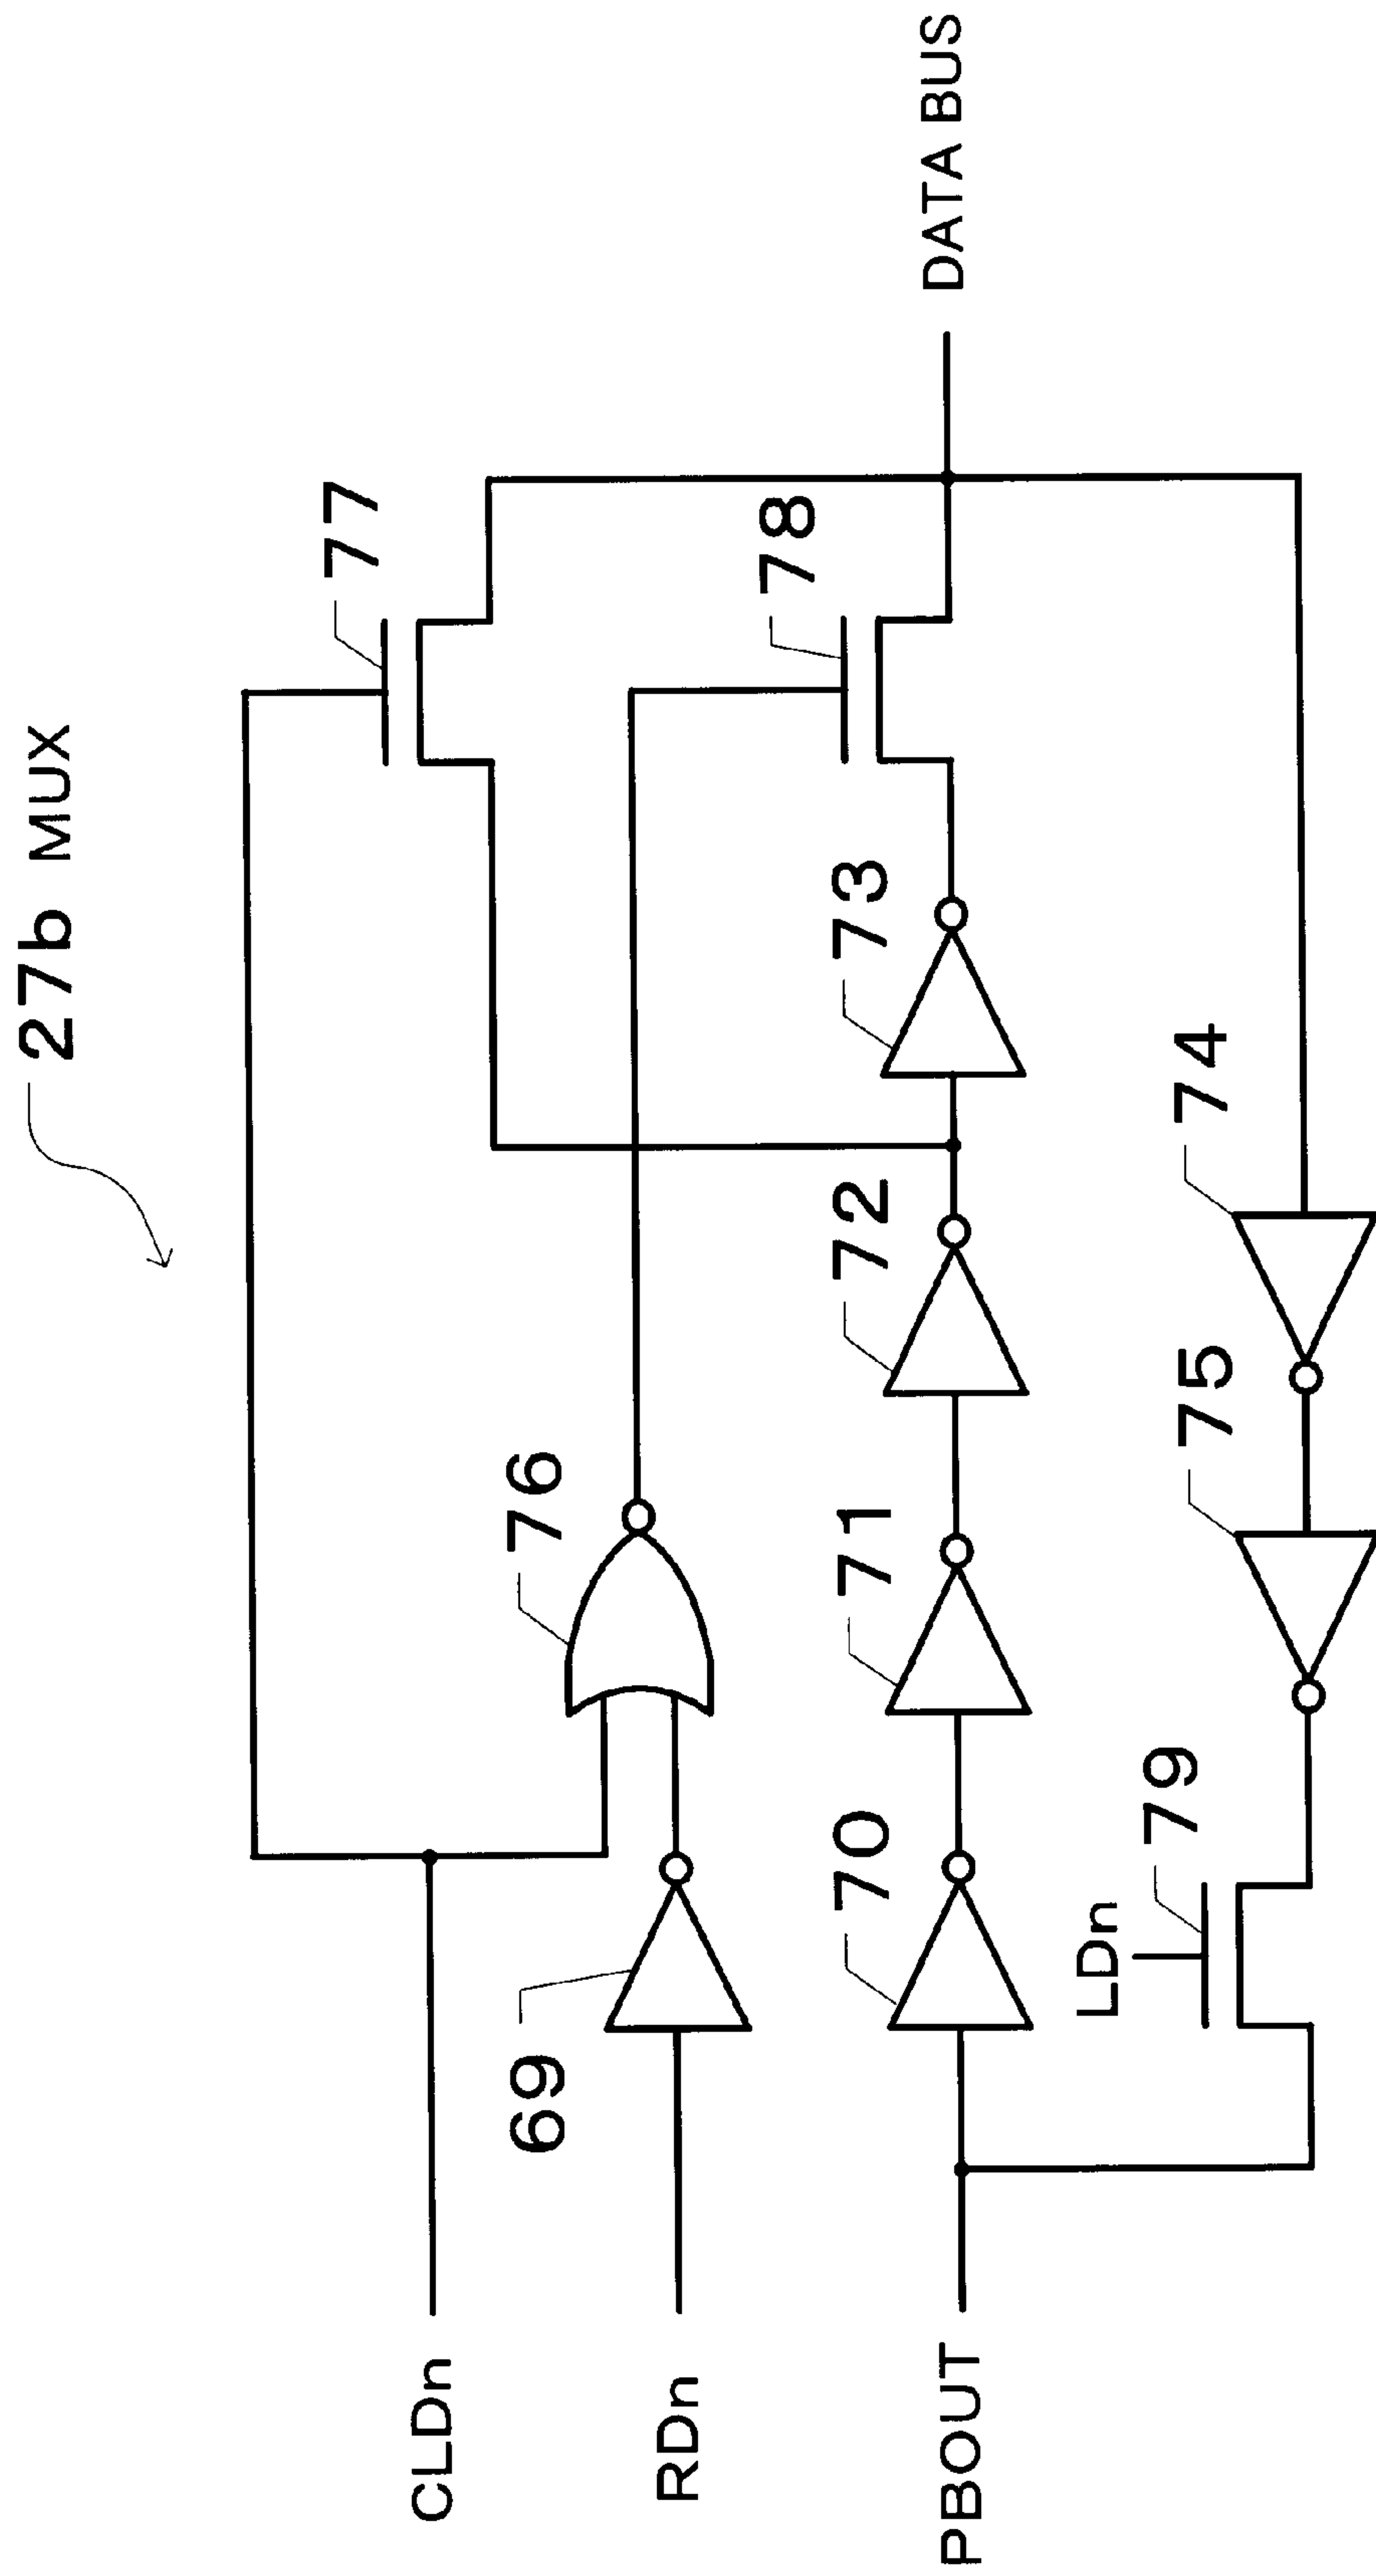 27b MUX
77
78
DATA BUS
76
73
72
71
70
69
74
75
79
LDn
CLDn
RDn
PBOUT